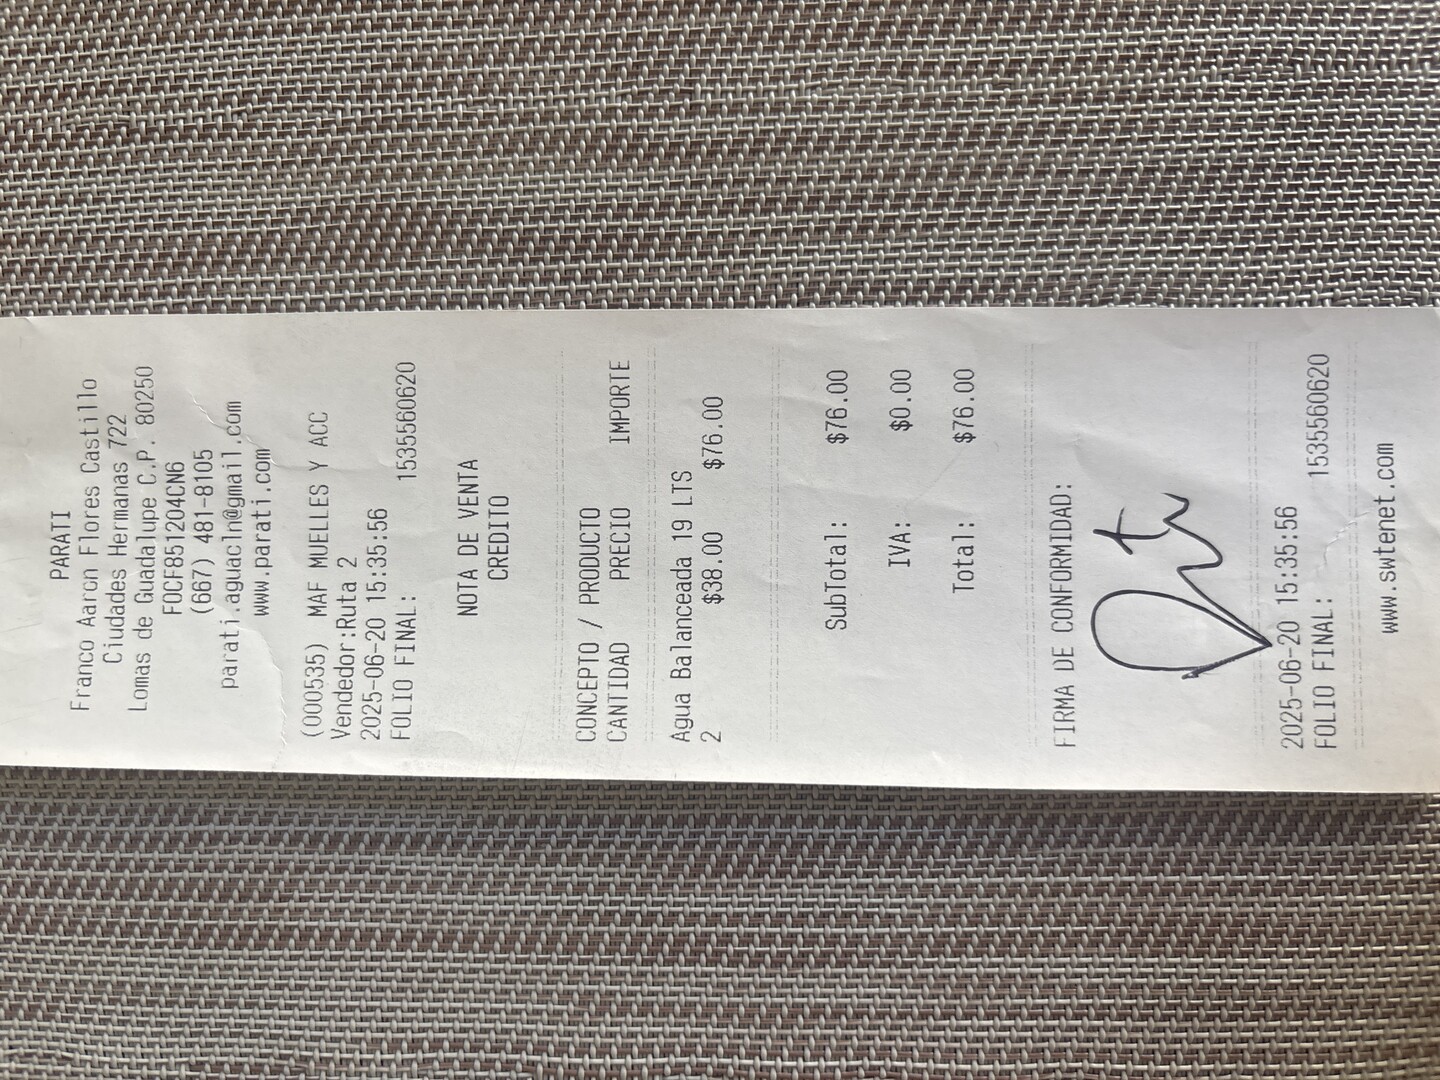 PARATI
Franco Aaron Flores Castillo
Ciudades Hermanas 722
Lomas de Guadalupe C.P. 80250
FOCF851204CN6
(667) 481-8105
parati.aguacln@gmail.com
www.parati.com
(000535) MAF MUELLES Y ACC
Vendedor:Ruta 2
2025-06-20 15:35:56
FOLIO FINAL: 1535560620
NOTA DE VENTA
CREDITO
CONCEPTO / PRODUCTO
CANTIDAD PRECIO IMPORTE
Agua Balanceada 19 LTS
2 $38.00 $76.00
SubTotal: $76.00
IVA: $0.00
Total: $76.00
FIRMA DE CONFORMIDAD:
2025-06-20 15:35:56
FOLIO FINAL: 1535560620
www.swtenet.com